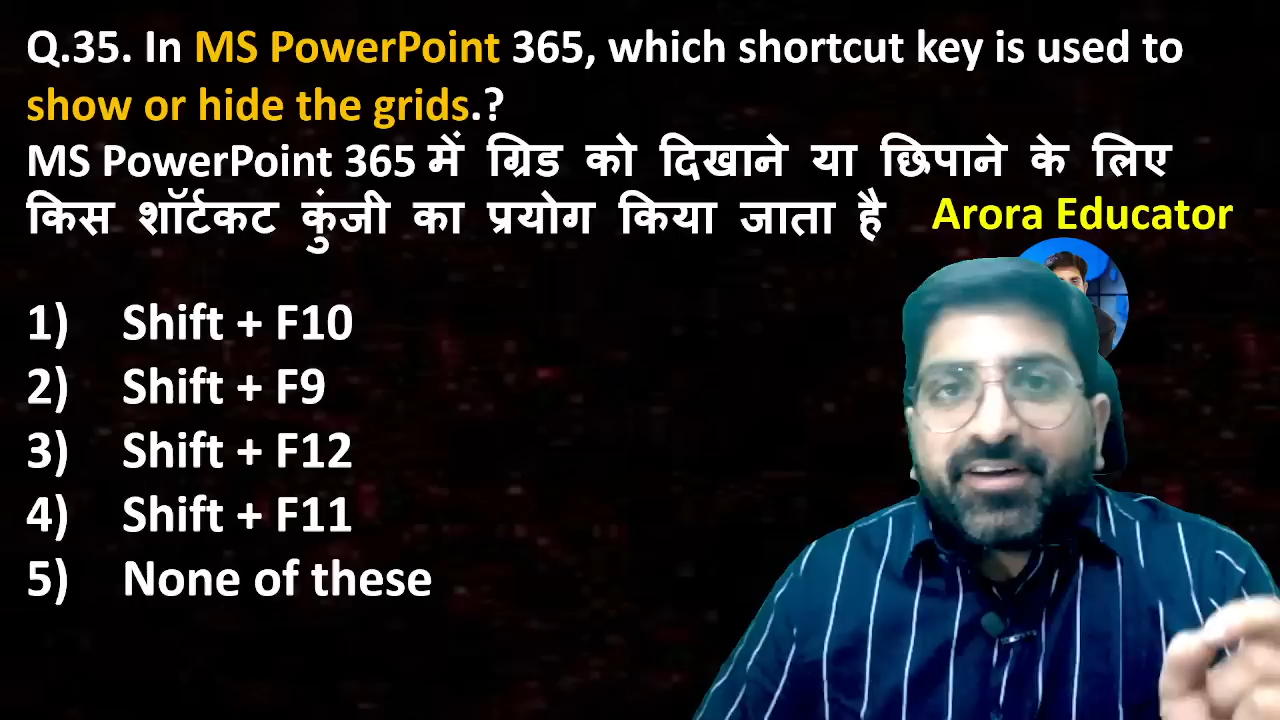 Q.35. In MS PowerPoint 365, which shortcut key is used to
show or hide the grids.?
MS PowerPoint 365 में ग्रिड को दिखाने या छिपाने के लिए
किस शॉर्टकट कुंजी का प्रयोग किया जाता है
Arora Educator
1) Shift + F10
2) Shift + F9
3) Shift + F12
4) Shift + F11
5) None of these